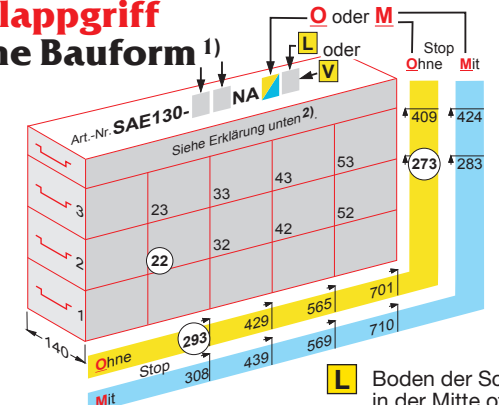 lappgriff
ne Bauform 1)
O oder M
L oder
V
Stop
Ohne Mit
Art.-Nr. SAE130- NA
Siehe Erklärung unten 2).
409 424
273 283
3 23 33 43 53
2 22 32 42 52
1
140
Ohne 293 429 565 701
Stop
Mit 308 439 569 710
L Boden der Sc
in der Mitte of